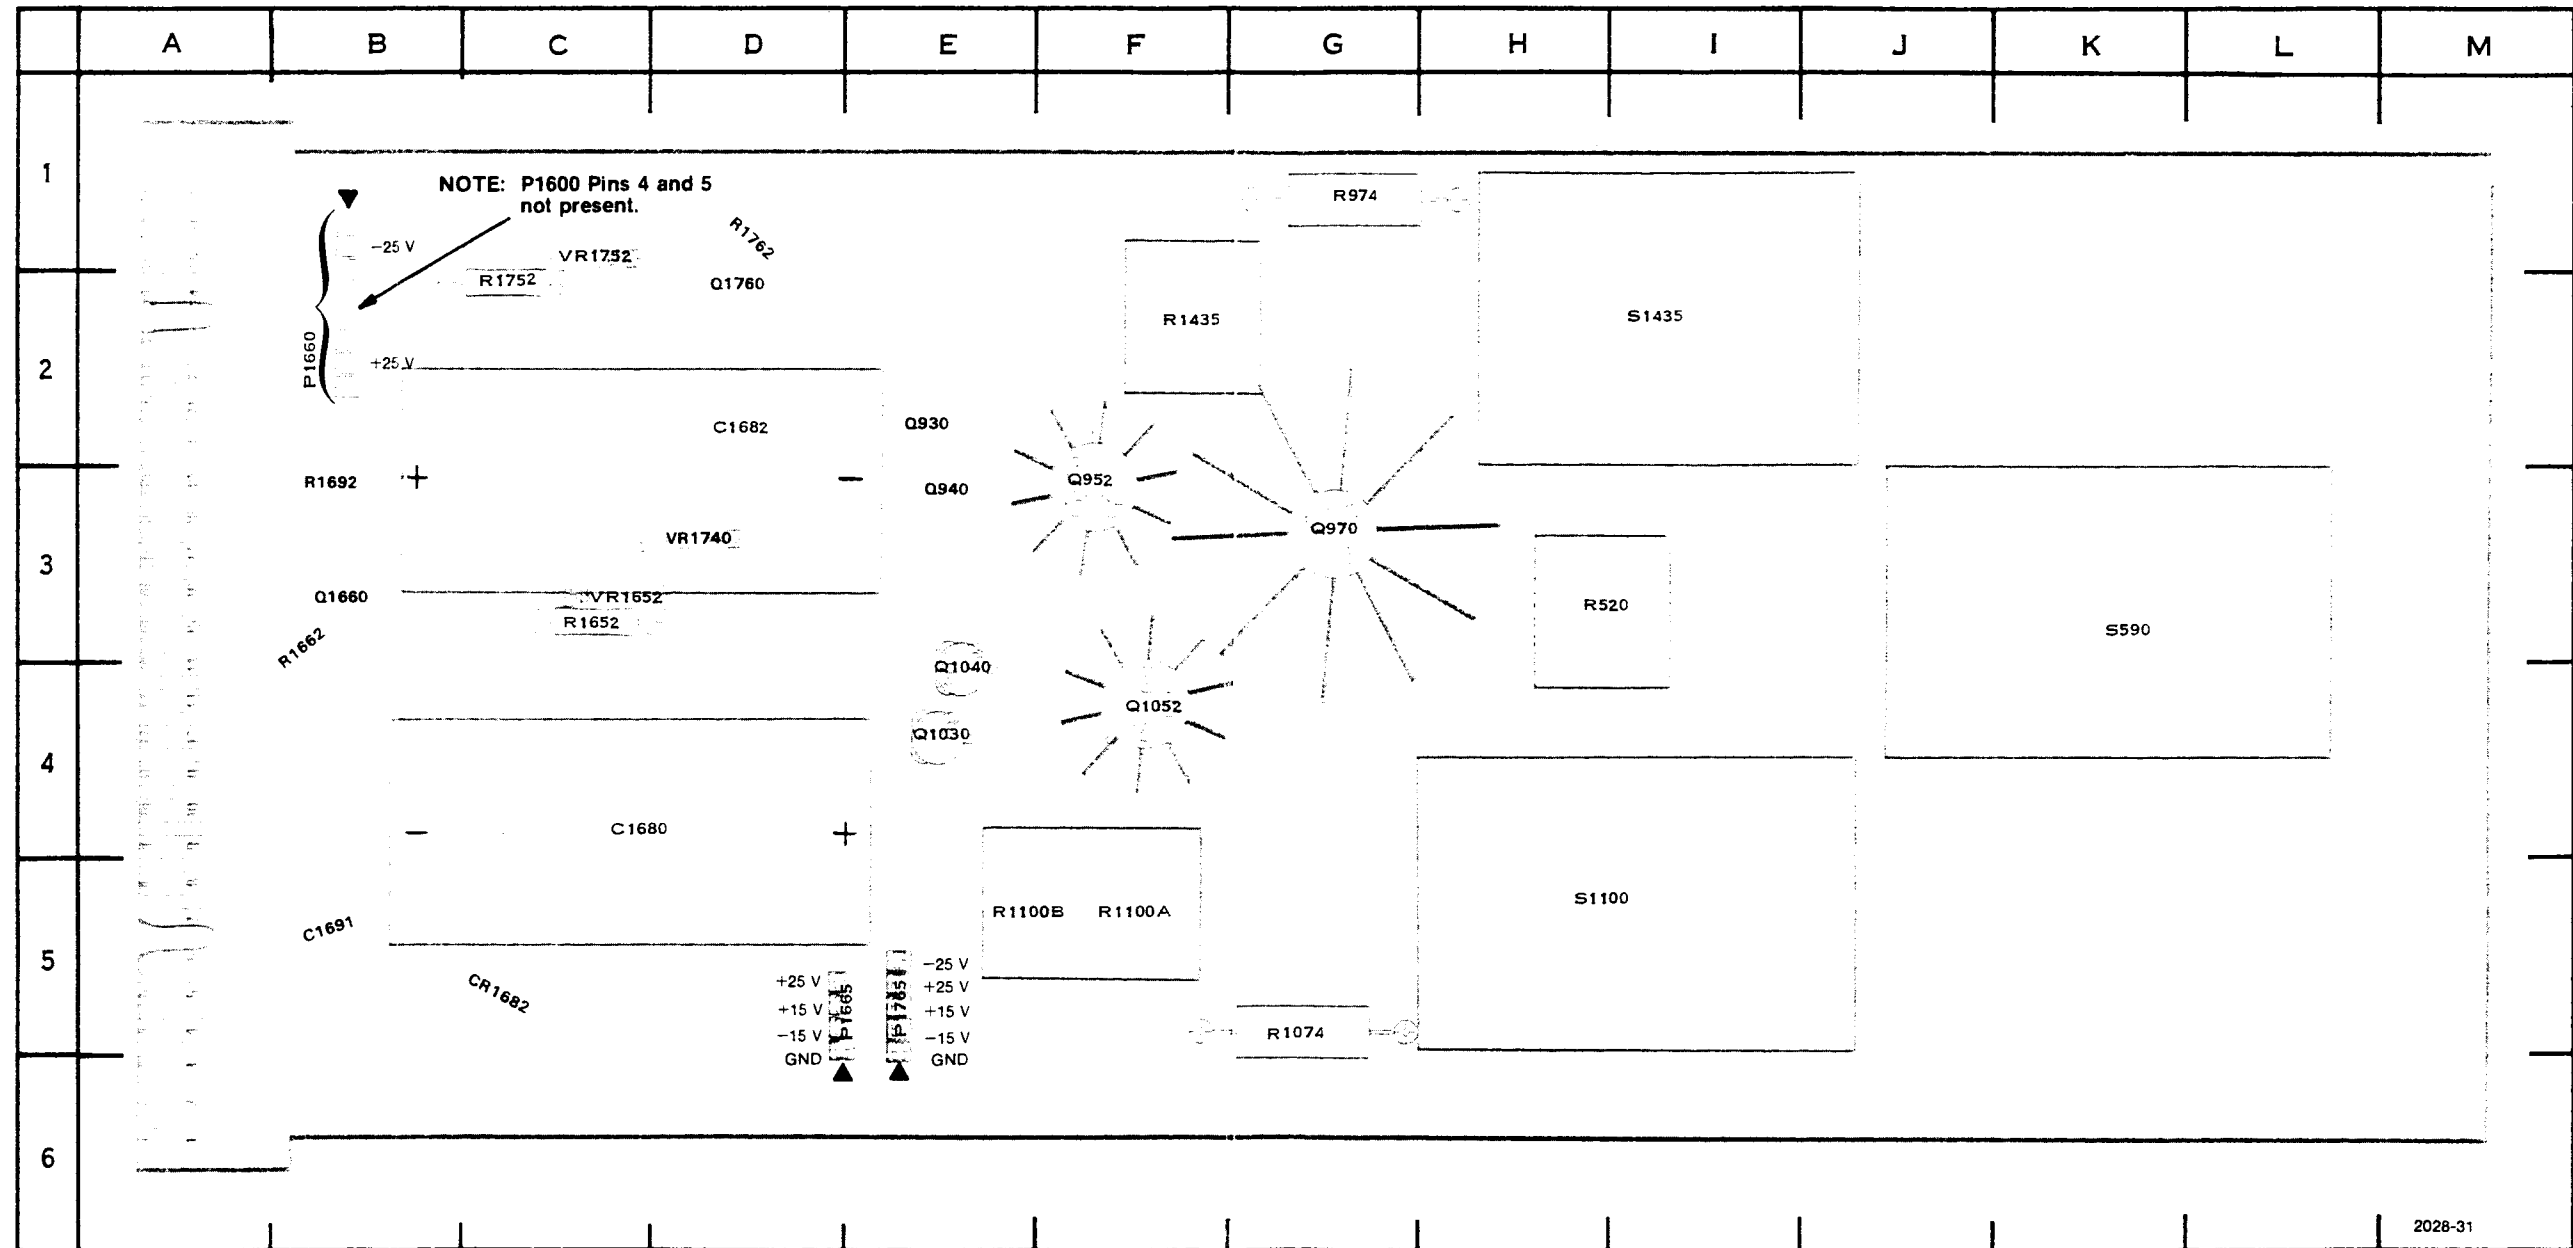 A B C D E F G H I J K L M
1
NOTE: P1600 Pins 4 and 5
not present.
R974
R1762
−25 V
VR1752
R1752
Q1760
R1435
S1435
P1660
+25 V
2
C1682
Q930
R1692
+
−
Q940
Q952
Q970
VR1740
3
Q1660
VR1652
R1652
R520
S590
R1662
Q1040
Q1052
Q1030
4
−
C1680
+
S1100
R1100B R1100A
C1691
5
CR1682
+25 V
+15 V
−15 V
GND
P1665
P1765
−25 V
+25 V
+15 V
−15 V
GND
R1074
6
2028-31